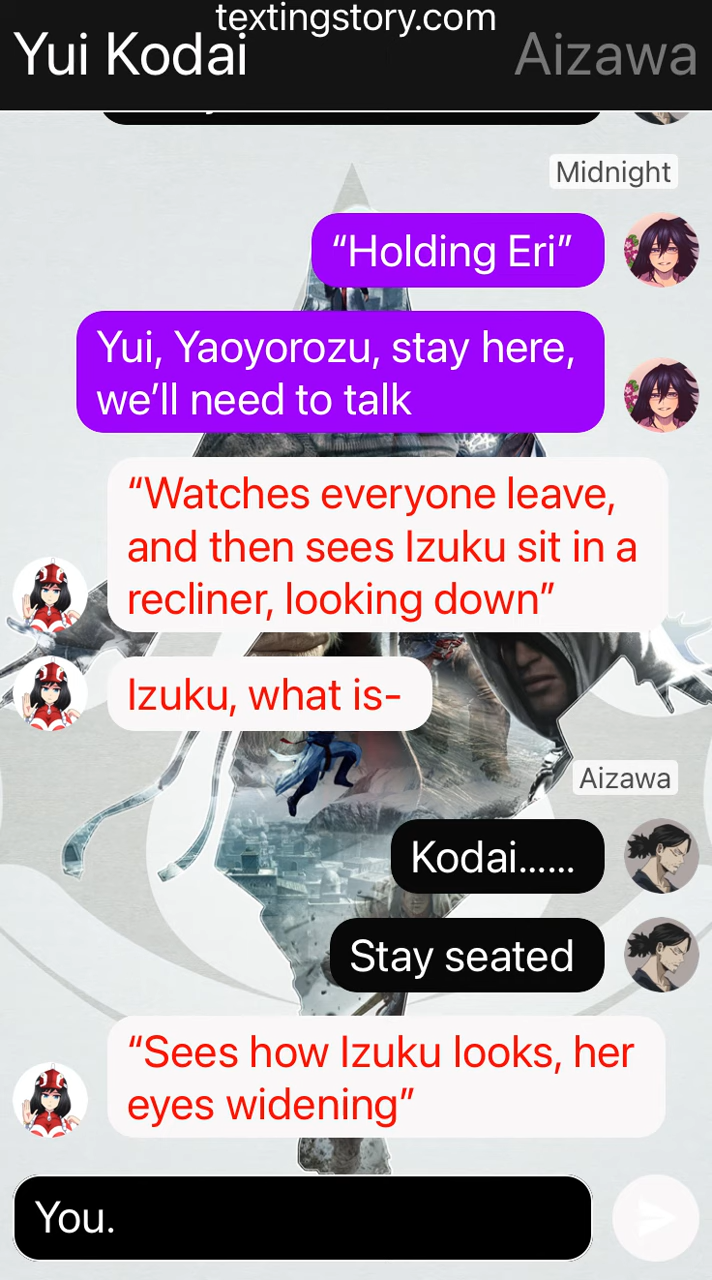 textingstory.com
Yui Kodai
Aizawa
Midnight
“Holding Eri”
Yui, Yaoyorozu, stay here,
we’ll need to talk
“Watches everyone leave,
and then sees Izuku sit in a
recliner, looking down”
Izuku, what is-
Aizawa
Kodai......
Stay seated
“Sees how Izuku looks, her
eyes widening”
You.